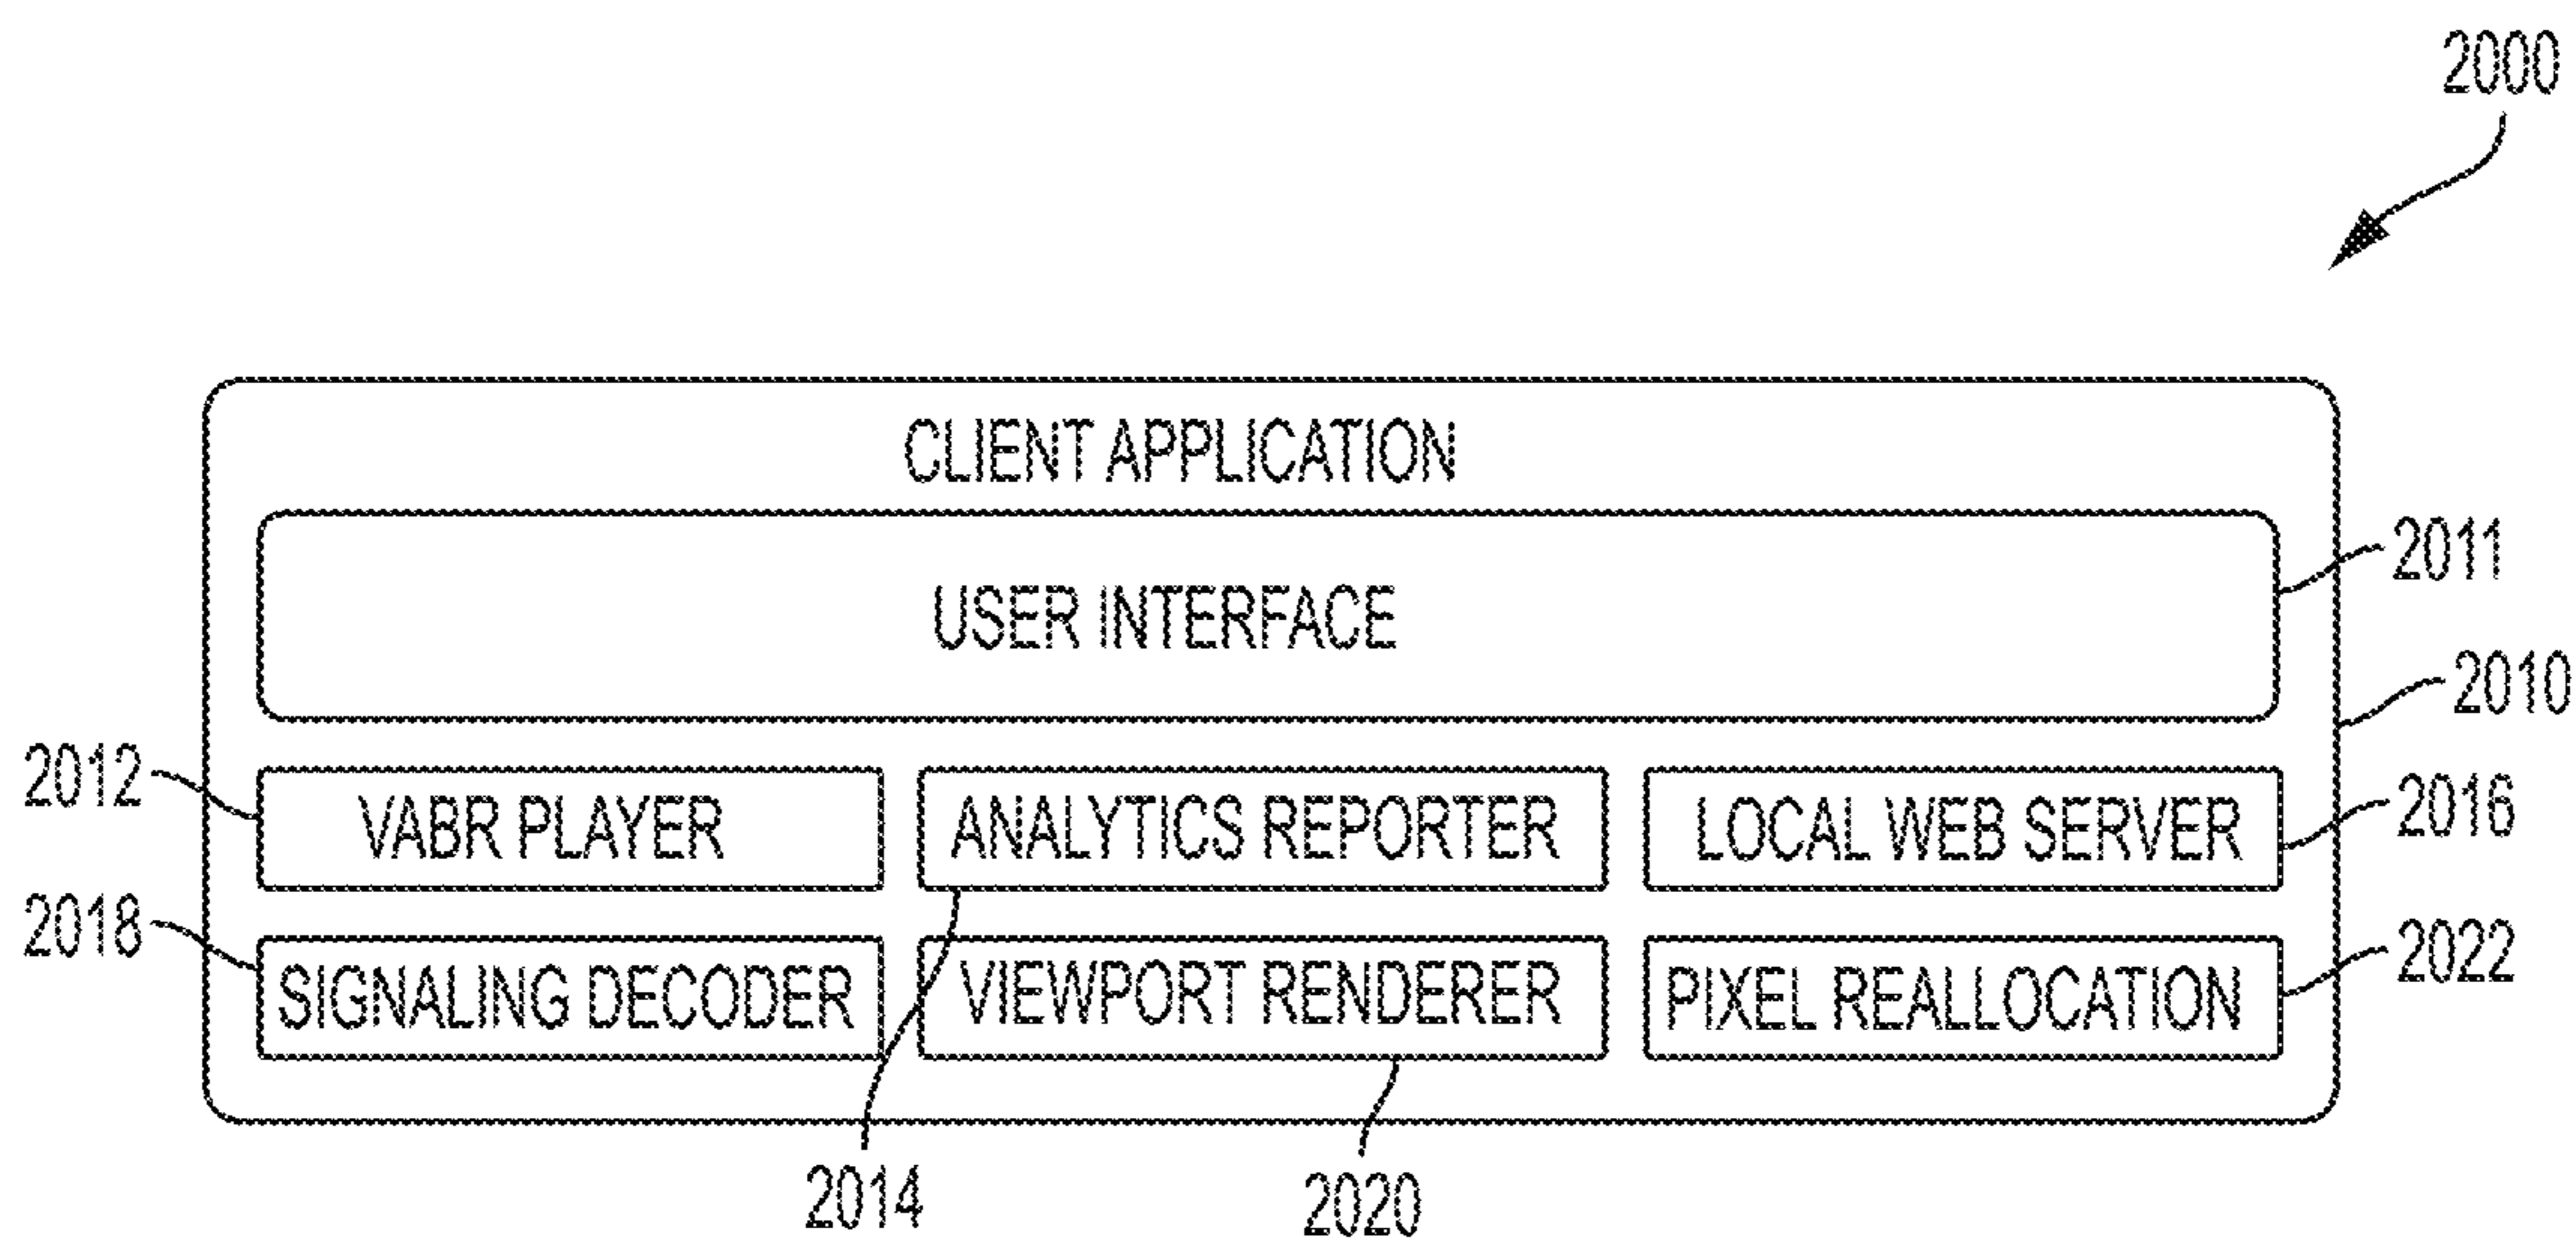 2000
CLIENT APPLICATION
USER INTERFACE
2011
2010
2012
VABR PLAYER
ANALYTICS REPORTER
LOCAL WEB SERVER
2016
2018
SIGNALING DECODER
VIEWPORT RENDERER
PIXEL REALLOCATION
2022
2014
2020